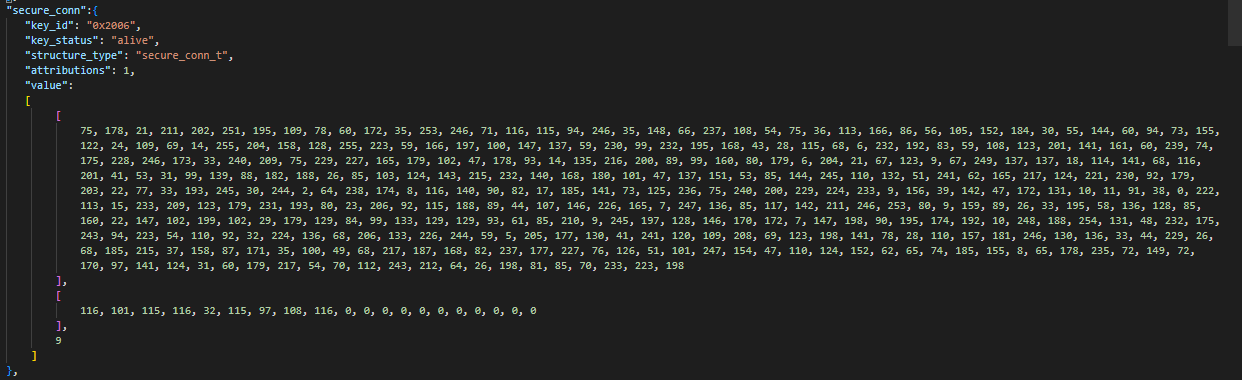 "secure_conn":{
"key_id": "0x2006",
"key_status": "alive",
"structure_type": "secure_conn_t",
"attributions": 1,
"value":
[
[
75, 178, 21, 211, 202, 251, 195, 109, 78, 60, 172, 35, 253, 246, 71, 116, 115, 94, 246, 35, 148, 66, 237, 108, 54, 75, 36, 113, 166, 86, 56, 105, 152, 184, 30, 55, 144, 60, 94, 73, 155,
122, 24, 109, 69, 14, 255, 204, 158, 128, 255, 223, 59, 166, 197, 100, 147, 137, 59, 230, 99, 232, 195, 168, 43, 28, 115, 68, 6, 232, 192, 83, 59, 108, 123, 201, 141, 161, 60, 239, 74,
175, 228, 246, 173, 33, 240, 209, 75, 229, 227, 165, 179, 102, 47, 178, 93, 14, 135, 216, 200, 89, 99, 160, 80, 179, 6, 204, 21, 67, 123, 9, 67, 249, 137, 137, 18, 114, 141, 68, 116,
201, 41, 53, 31, 99, 139, 88, 182, 188, 26, 85, 103, 124, 143, 215, 232, 140, 168, 180, 101, 47, 137, 151, 53, 85, 144, 245, 110, 132, 51, 241, 62, 165, 217, 124, 221, 230, 92, 179,
203, 22, 77, 33, 193, 245, 30, 244, 2, 64, 238, 174, 8, 116, 140, 90, 82, 17, 185, 141, 73, 125, 236, 75, 240, 200, 229, 224, 233, 9, 156, 39, 142, 47, 172, 131, 10, 11, 91, 38, 0, 222,
113, 15, 233, 209, 123, 179, 231, 193, 80, 23, 206, 92, 115, 188, 89, 44, 107, 146, 226, 165, 7, 247, 136, 85, 117, 142, 211, 246, 253, 80, 9, 159, 89, 26, 33, 195, 58, 136, 128, 85,
160, 22, 147, 102, 199, 102, 29, 179, 129, 84, 99, 133, 129, 129, 93, 61, 85, 210, 9, 245, 197, 128, 146, 170, 172, 7, 147, 198, 90, 195, 174, 192, 10, 248, 188, 254, 131, 48, 232, 175,
243, 94, 223, 54, 110, 92, 32, 224, 136, 68, 206, 133, 226, 244, 59, 5, 205, 177, 130, 41, 241, 120, 109, 208, 69, 123, 198, 141, 78, 28, 110, 157, 181, 246, 130, 136, 33, 44, 229, 26,
68, 185, 215, 37, 158, 87, 171, 35, 100, 49, 68, 217, 187, 168, 82, 237, 177, 227, 76, 126, 51, 101, 247, 154, 47, 110, 124, 152, 62, 65, 74, 185, 155, 8, 65, 178, 235, 72, 149, 72,
170, 97, 141, 124, 31, 60, 179, 217, 54, 70, 112, 243, 212, 64, 26, 198, 81, 85, 70, 233, 223, 198
],
[
116, 101, 115, 116, 32, 115, 97, 108, 116, 0, 0, 0, 0, 0, 0, 0, 0, 0, 0, 0
],
9
]
},